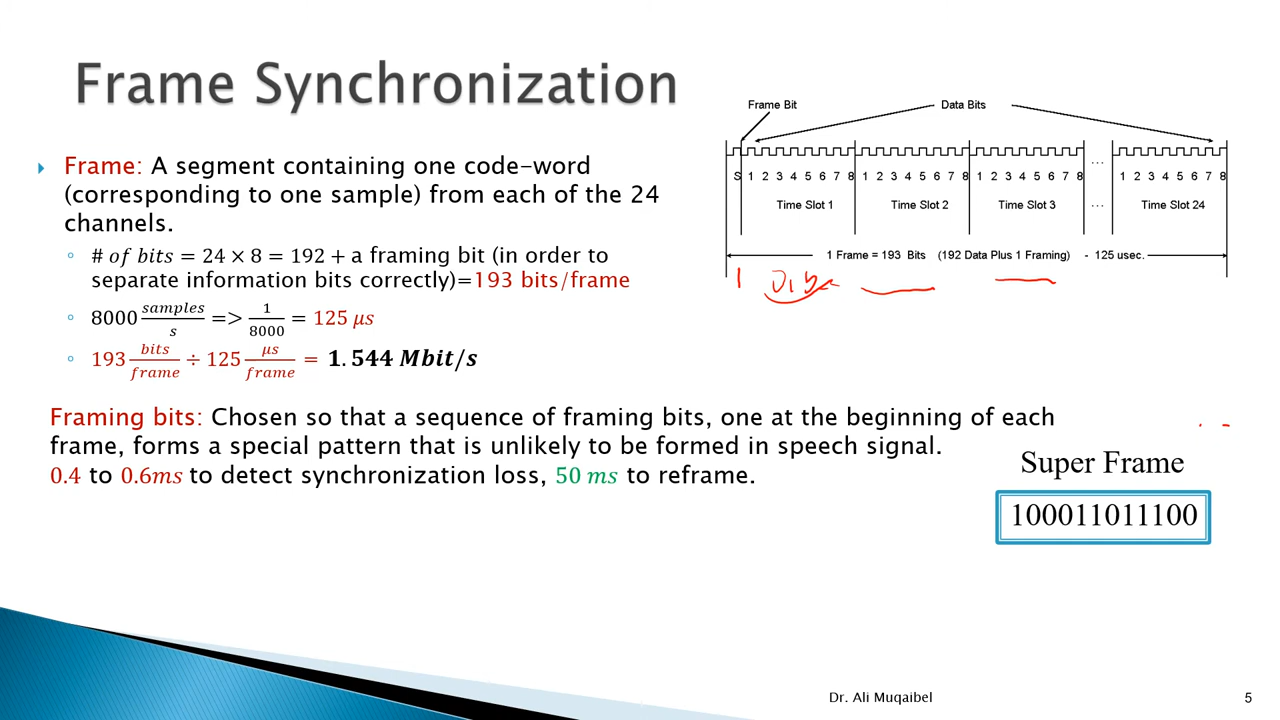 Frame Synchronization
Frame: A segment containing one code-word
(corresponding to one sample) from each of the 24
channels.
# of bits = 24 × 8 = 192 + a framing bit (in order to
separate information bits correctly)=193 bits/frame
8000 samples/s => 1/8000 = 125 μs
193 bits/frame ÷ 125 μs/frame = 1.544 Mbit/s
Framing bits: Chosen so that a sequence of framing bits, one at the beginning of each
frame, forms a special pattern that is unlikely to be formed in speech signal.
0.4 to 0.6ms to detect synchronization loss, 50 ms to reframe.
Frame Bit Data Bits
S 1 2 3 4 5 6 7 8 1 2 3 4 5 6 7 8 1 2 3 4 5 6 7 8 ... 1 2 3 4 5 6 7 8
Time Slot 1 Time Slot 2 Time Slot 3 ... Time Slot 24
1 Frame = 193 Bits (192 Data Plus 1 Framing) - 125 usec.
1
Super Frame
100011011100
Dr. Ali Muqaibel 5